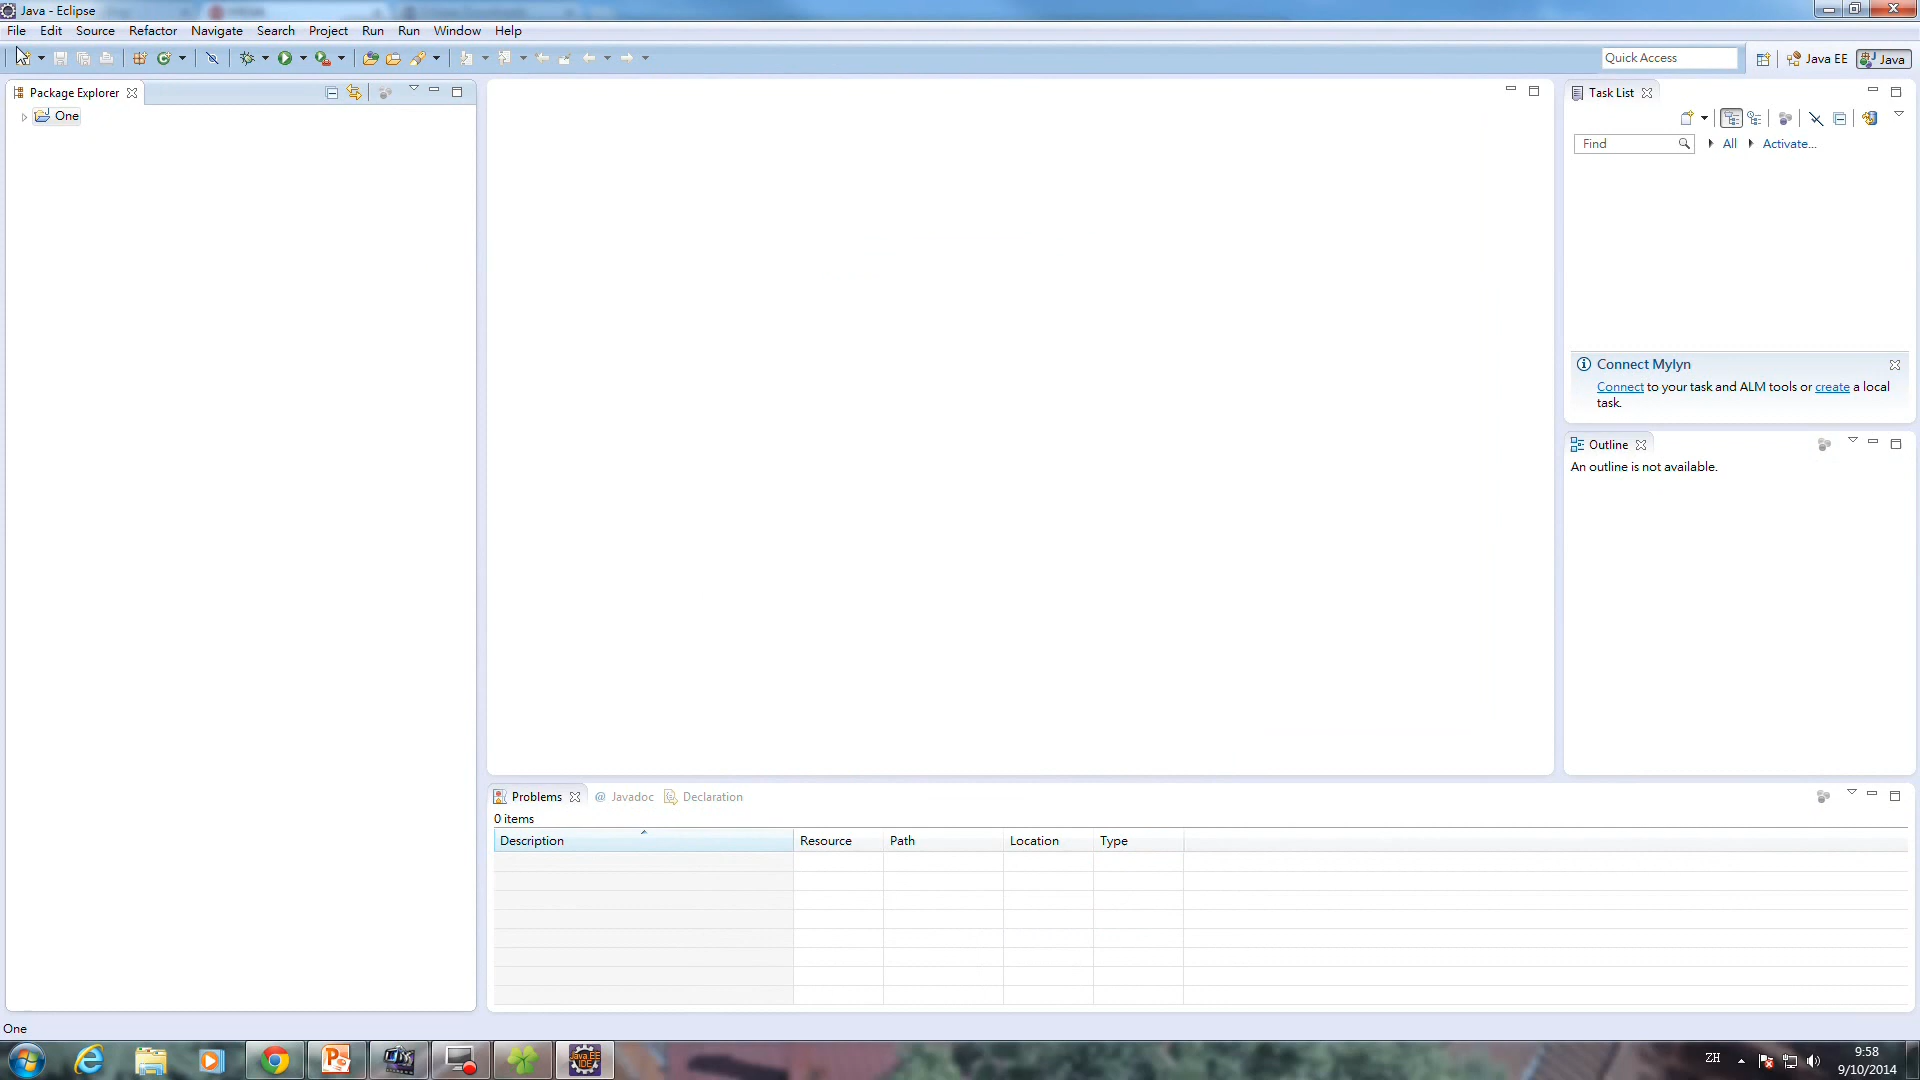 Java - Eclipse
File Edit Source Refactor Navigate Search Project Run Run Window Help
Quick Access Java EE Java
Package Explorer
One
Task List
Find All Activate...
Connect Mylyn
Connect to your task and ALM tools or create a local
task.
Outline
An outline is not available.
Problems @ Javadoc Declaration
0 items
Description Resource Path Location Type
One
Java EE
IDE
ZH
9:58
9/10/2014